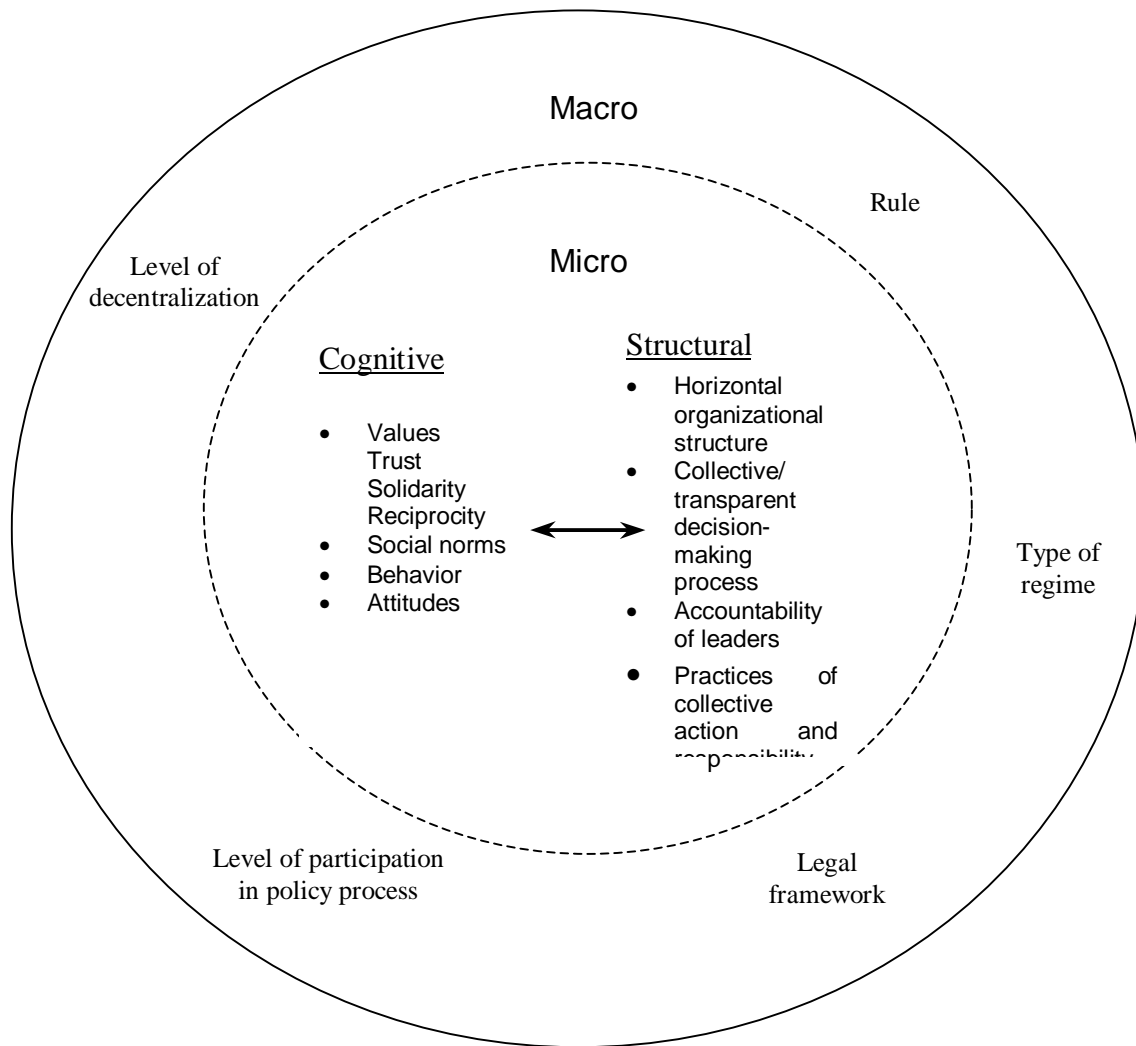 Macro
Rule
Level of
decentralization
Micro
Cognitive
• Values
Trust
Solidarity
Reciprocity
• Social norms
• Behavior
• Attitudes
Structural
• Horizontal
organizational
structure
• Collective/
transparent
decision-
making
process
• Accountability
of leaders
• Practices of
collective
action and
responsibility
Type of
regime
Level of participation
in policy process
Legal
framework